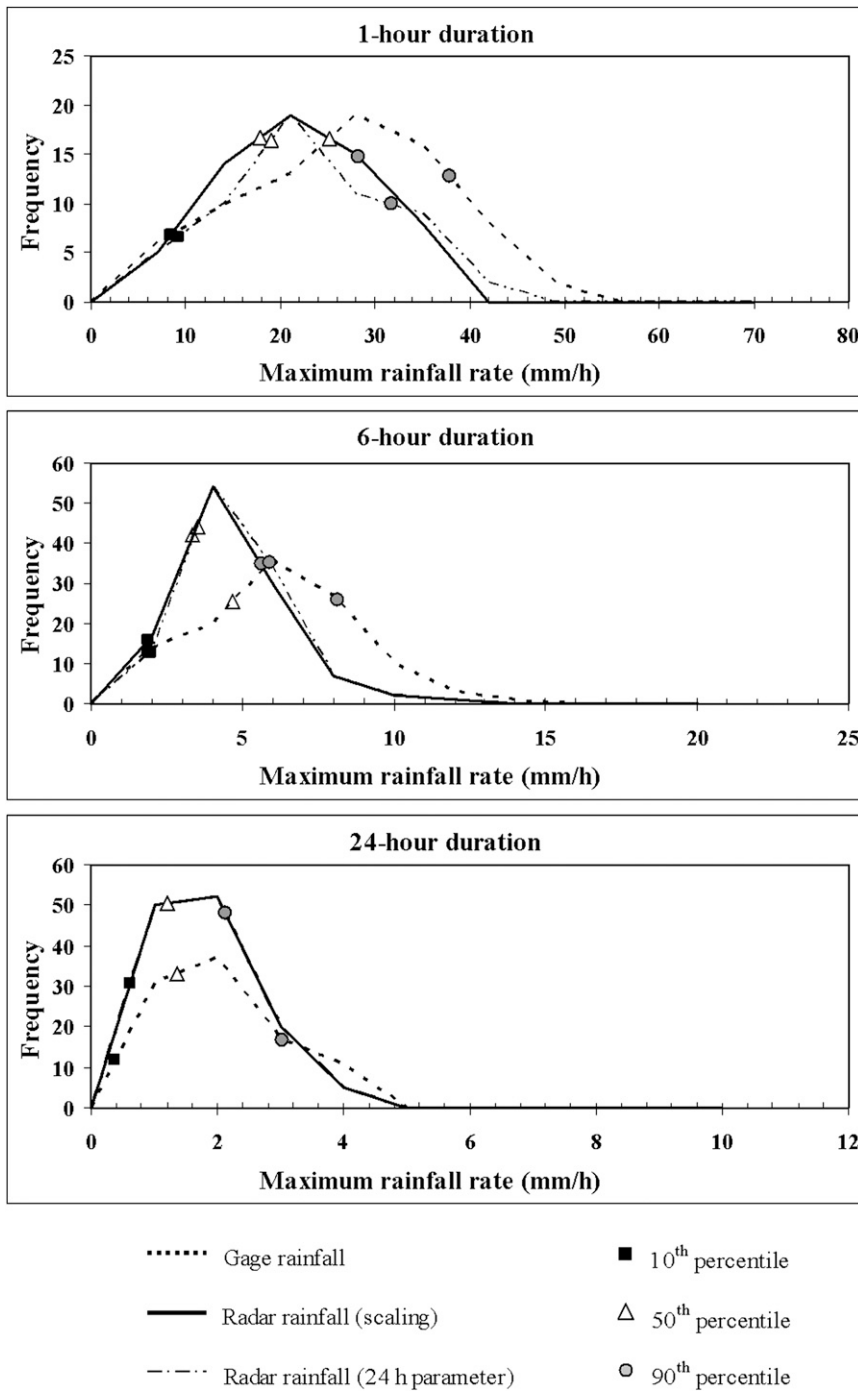 1-hour duration
25
20
15
10
5
0
Frequency
0 10 20 30 40 50 60 70 80
Maximum rainfall rate (mm/h)
6-hour duration
60
50
40
30
20
10
0
Frequency
0 5 10 15 20 25
Maximum rainfall rate (mm/h)
24-hour duration
60
50
40
30
20
10
0
Frequency
0 2 4 6 8 10 12
Maximum rainfall rate (mm/h)
Gage rainfall
10th percentile
Radar rainfall (scaling)
50th percentile
Radar rainfall (24 h parameter)
90th percentile